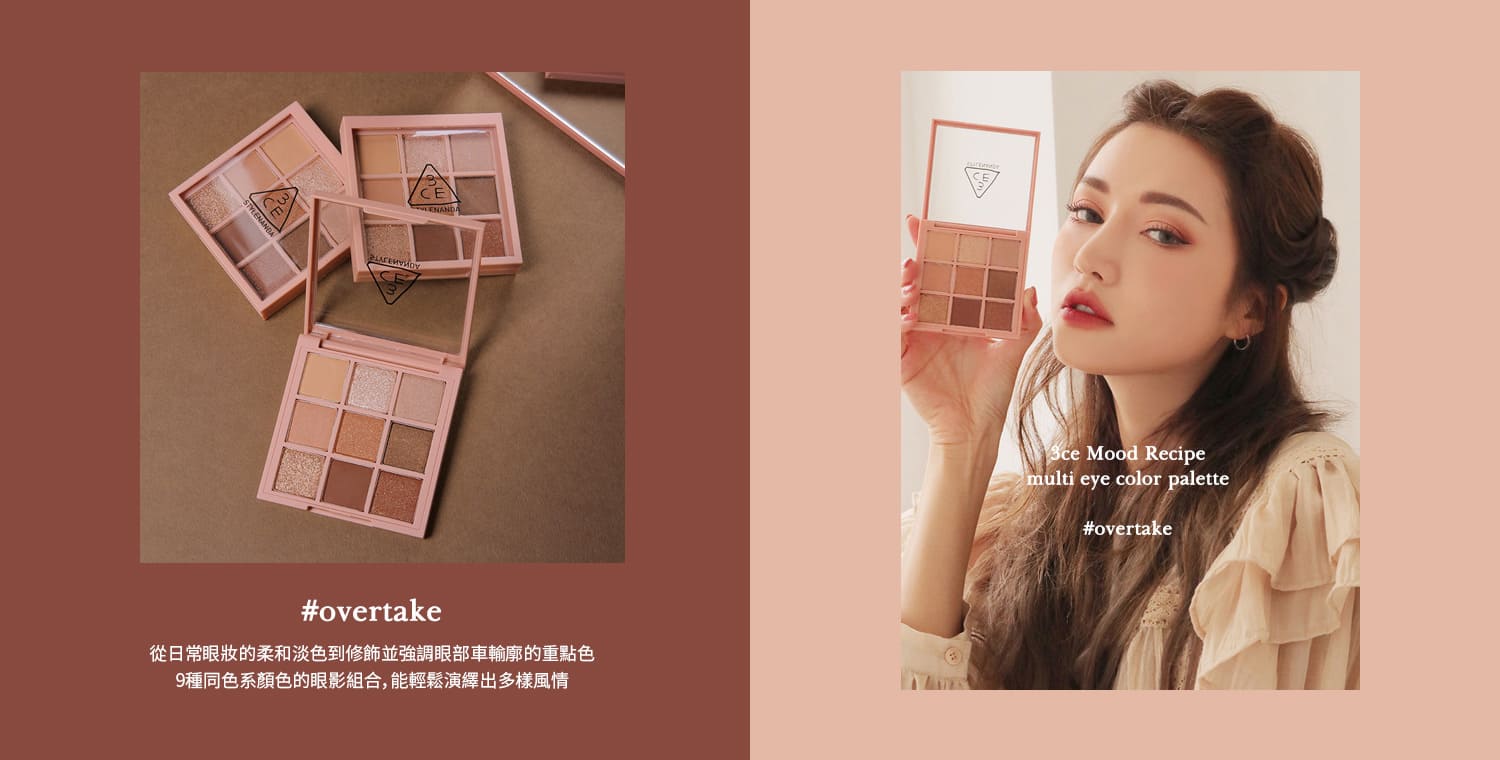 3CE
STYLENANDA
3CE
STYLENANDA
3CE
STYLENANDA
#overtake
從日常眼妝的柔和淡色到修飾並強調眼部車輪廓的重點色
9種同色系顏色的眼影組合,能輕鬆演繹出多樣風情
STYLENANDA
3CE
3ce Mood Recipe
multi eye color palette
#overtake